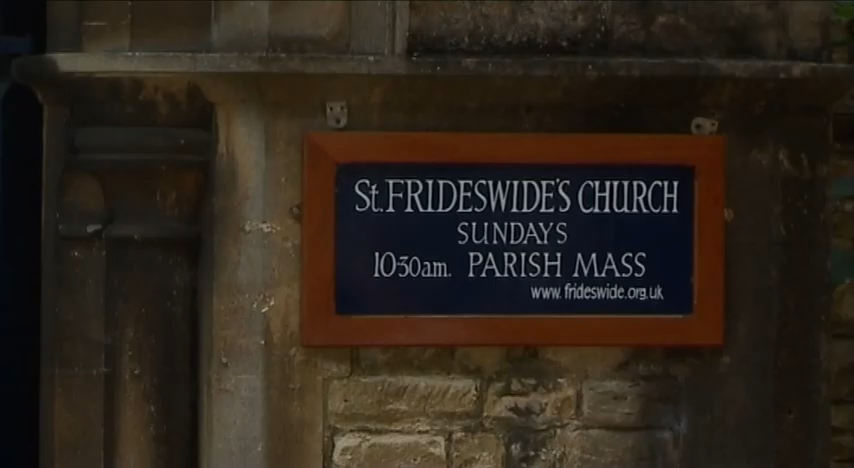 St. FRIDESWIDE'S CHURCH
SUNDAYS
10:30am. PARISH MASS
www.frideswide.org.uk